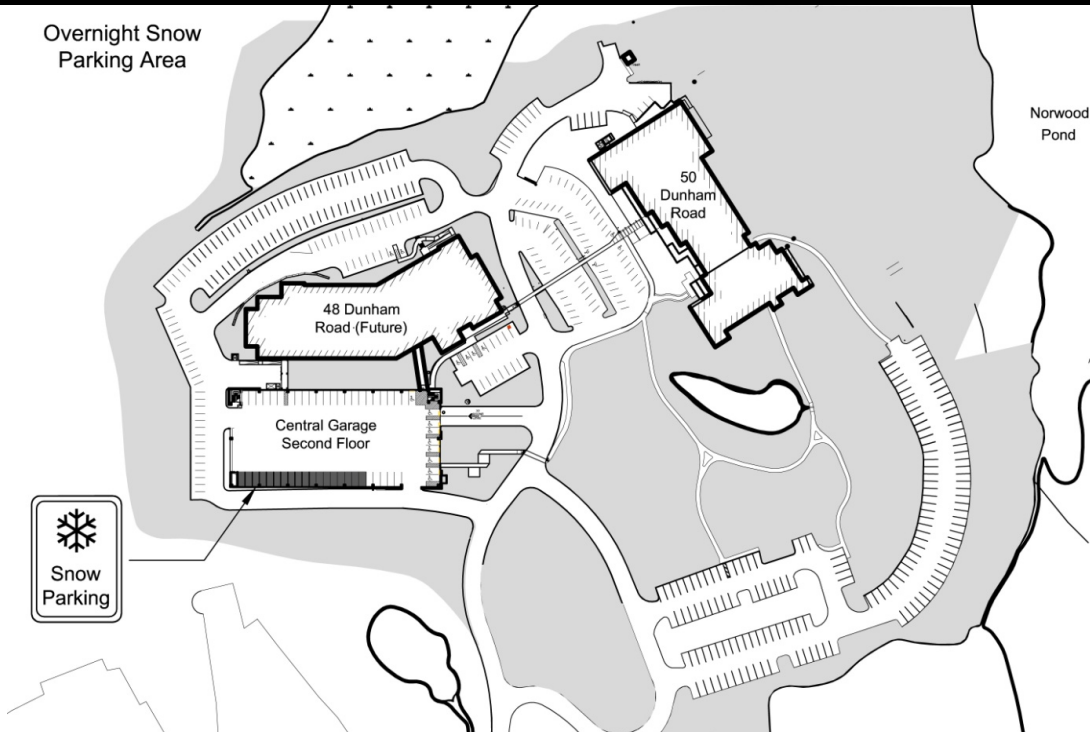 Overnight Snow
Parking Area
Norwood
Pond
50
Dunham
Road
48 Dunham
Road (Future)
Central Garage
Second Floor
Snow
Parking